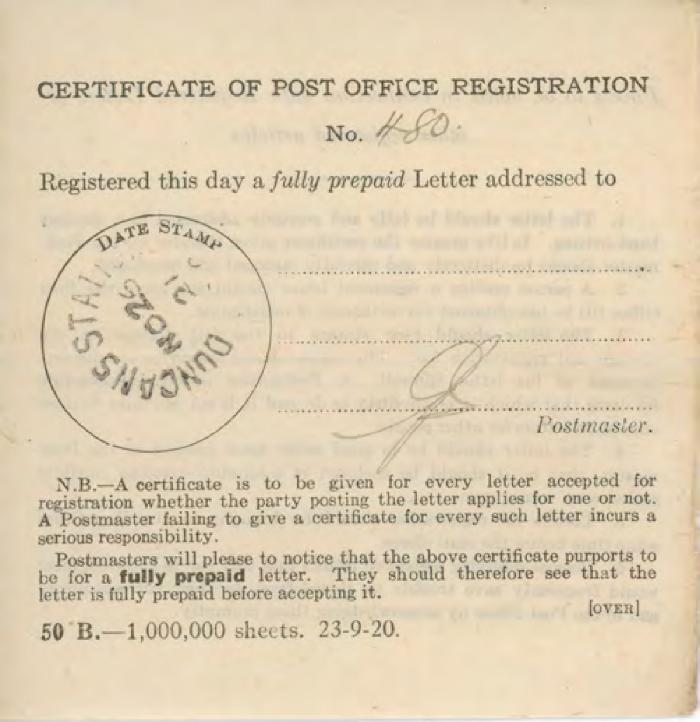 CERTIFICATE OF POST OFFICE REGISTRATION
No. 480.
Registered this day a fully prepaid Letter addressed to
DATE STAMP
DUNCANS STATION
NO 25
21
Postmaster.
N.B.—A certificate is to be given for every letter accepted for
registration whether the party posting the letter applies for one or not.
A Postmaster failing to give a certificate for every such letter incurs a
serious responsibility.
Postmasters will please to notice that the above certificate purports to
be for a fully prepaid letter. They should therefore see that the
letter is fully prepaid before accepting it.
[OVER]
50 B.—1,000,000 sheets. 23-9-20.